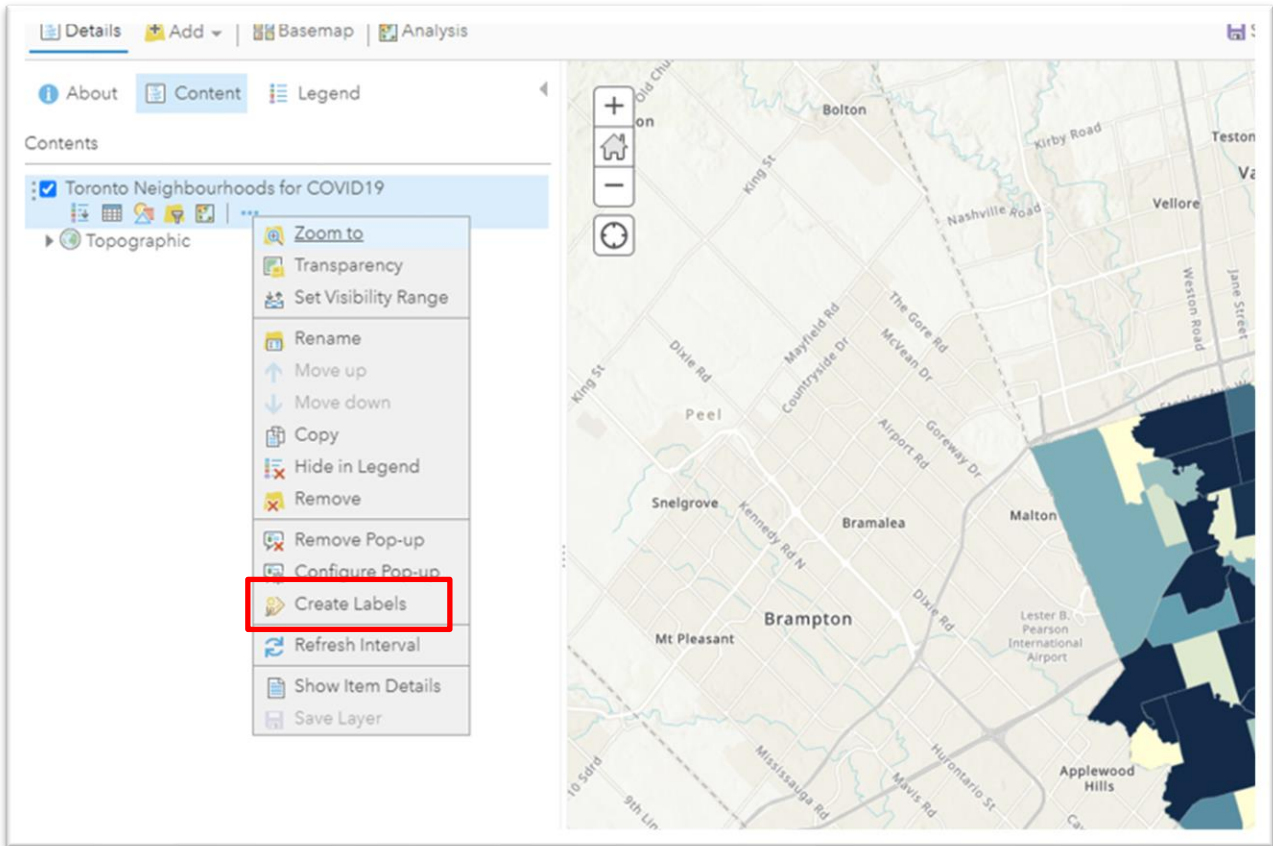 Details Add Basemap Analysis
About Content Legend
Contents
Toronto Neighbourhoods for COVID19
Topographic
Zoom to
Transparency
Set Visibility Range
Rename
Move up
Move down
Copy
Hide in Legend
Remove
Remove Pop-up
Configure Pop-up
Create Labels
Refresh Interval
Show Item Details
Save Layer
Bolton
Kirby Road
Teston
King St
Nashville Road
Vellore
Weston Road
Jane Street
The Gore Rd
Mayfield Rd
McVean Dr
Countryside Dr
Dixie Rd
King St
Peel
Airport Rd
Goreway Dr
Snelgrove
Kennedy Rd N
Bramalea
Malton
Dixie Rd
Brampton
Mt Pleasant
Lester B.
Pearson
International
Airport
Mississauga Rd
Mavis Rd
Hurontario St
Applewood
Hills
10 Sdrd
9th Lin